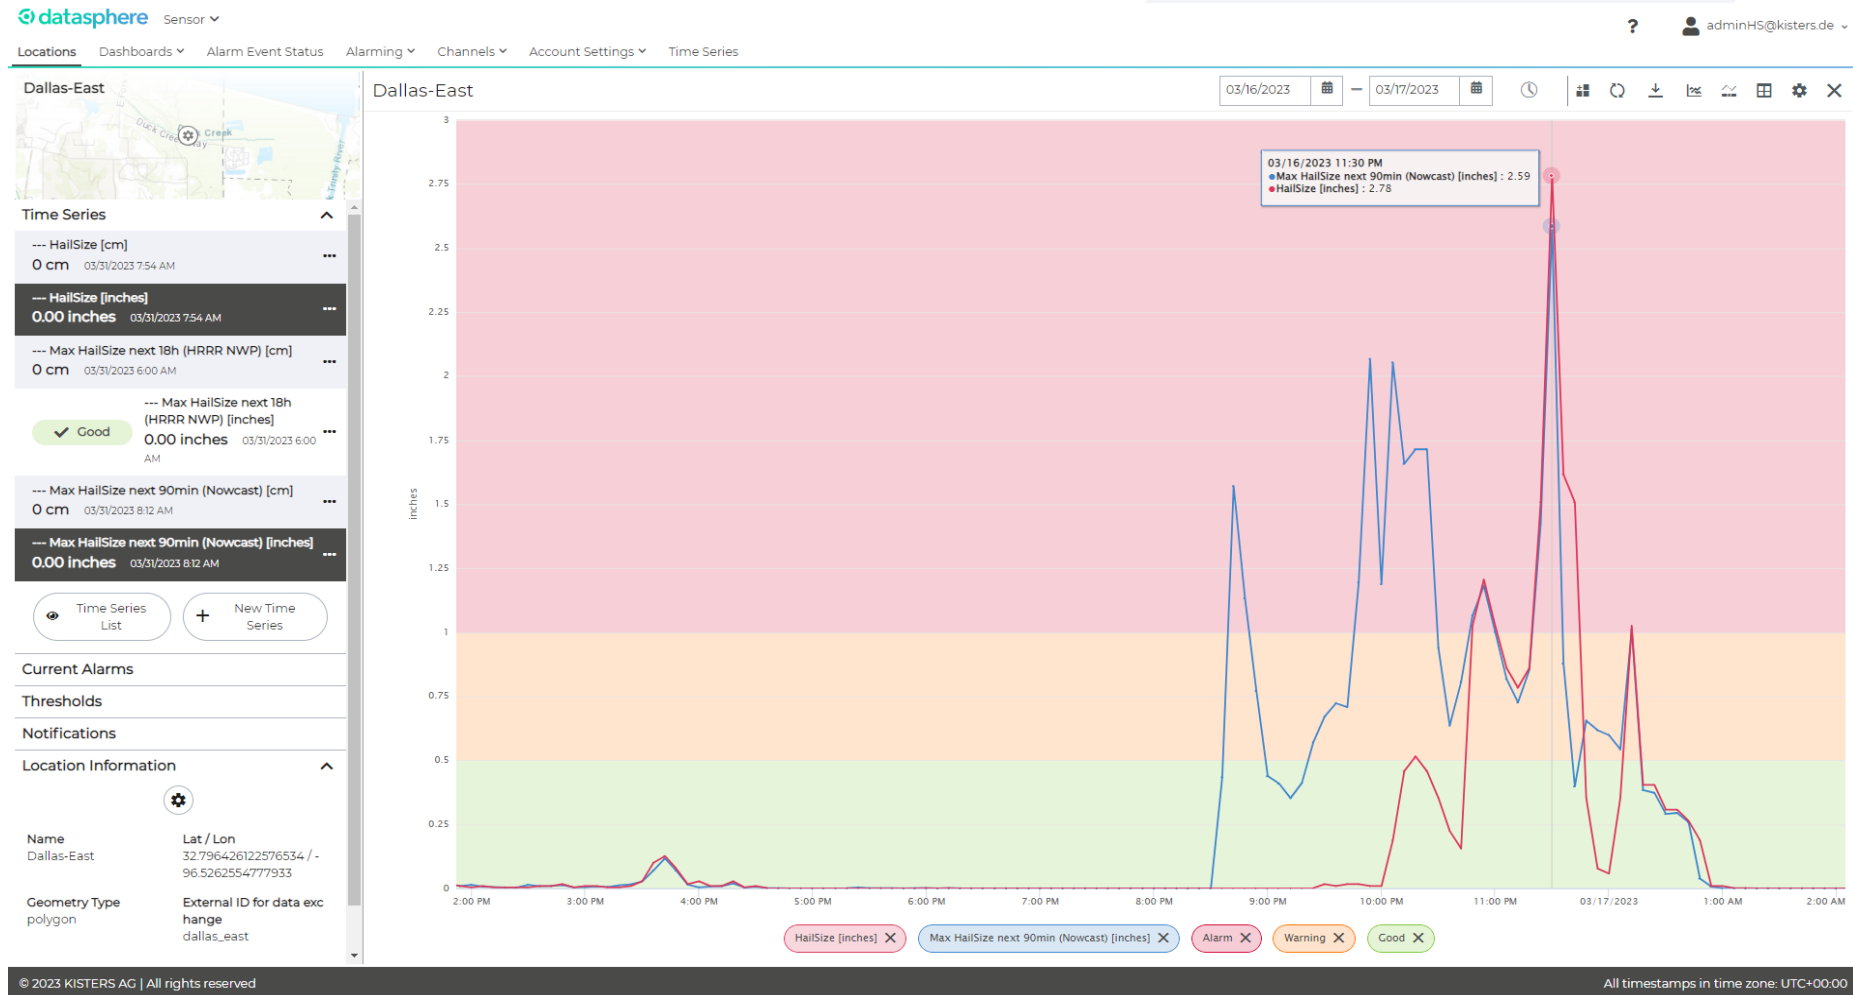 datasphere Sensor
? adminHS@kisters.de
Locations Dashboards Alarm Event Status Alarming Channels Account Settings Time Series
Dallas-East
Duck Creek
Trinity River
Time Series
--- HailSize [cm]
0 cm 03/31/2023 7:54 AM
--- HailSize [inches]
0.00 inches 03/31/2023 7:54 AM
--- Max HailSize next 18h (HRRR NWP) [cm]
0 cm 03/31/2023 6:00 AM
Good
--- Max HailSize next 18h
(HRRR NWP) [inches]
0.00 inches 03/31/2023 6:00
AM
--- Max HailSize next 90min (Nowcast) [cm]
0 cm 03/31/2023 8:12 AM
--- Max HailSize next 90min (Nowcast) [inches]
0.00 inches 03/31/2023 8:12 AM
Time Series
List
New Time
Series
Current Alarms
Thresholds
Notifications
Location Information
Name
Dallas-East
Lat / Lon
32.796426122576534 / -
96.5262554777933
Geometry Type
polygon
External ID for data exc
hange
dallas_east
Dallas-East
03/16/2023 — 03/17/2023
3
2.75
2.5
2.25
2
1.75
1.5
1.25
1
0.75
0.5
0.25
0
inches
03/16/2023 11:30 PM
Max HailSize next 90min (Nowcast) [inches] : 2.59
HailSize [inches] : 2.78
2:00 PM 3:00 PM 4:00 PM 5:00 PM 6:00 PM 7:00 PM 8:00 PM 9:00 PM 10:00 PM 11:00 PM 03/17/2023 1:00 AM 2:00 AM
HailSize [inches] Max HailSize next 90min (Nowcast) [inches] Alarm Warning Good
© 2023 KISTERS AG | All rights reserved
All timestamps in time zone: UTC+00:00